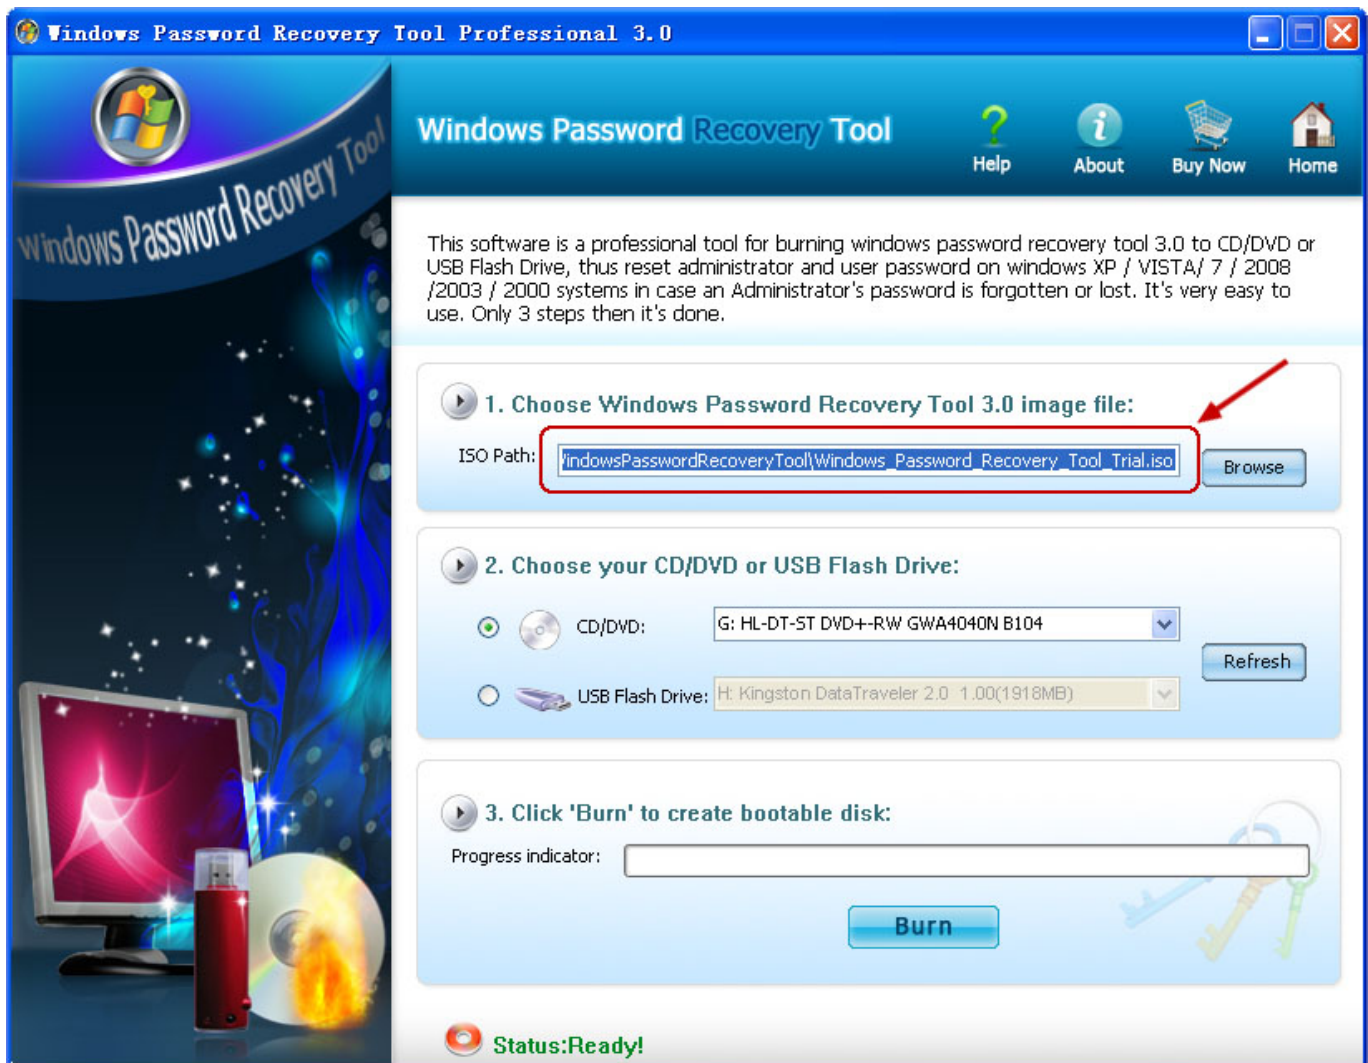 Windows Password Recovery Tool Professional 3.0
Windows Password Recovery Tool
Windows Password Recovery Tool
Help
About
Buy Now
Home
This software is a professional tool for burning windows password recovery tool 3.0 to CD/DVD or
USB Flash Drive, thus reset administrator and user password on windows XP / VISTA/ 7 / 2008
/2003 / 2000 systems in case an Administrator's password is forgotten or lost. It's very easy to
use. Only 3 steps then it's done.
1. Choose Windows Password Recovery Tool 3.0 image file:
ISO Path:
indowsPasswordRecoveryTool\Windows_Password_Recovery_Tool_Trial.iso
Browse
2. Choose your CD/DVD or USB Flash Drive:
CD/DVD:
G: HL-DT-ST DVD+-RW GWA4040N B104
Refresh
USB Flash Drive:
H: Kingston DataTraveler 2.0 1.00(1918MB)
3. Click 'Burn' to create bootable disk:
Progress indicator:
Burn
Status:Ready!